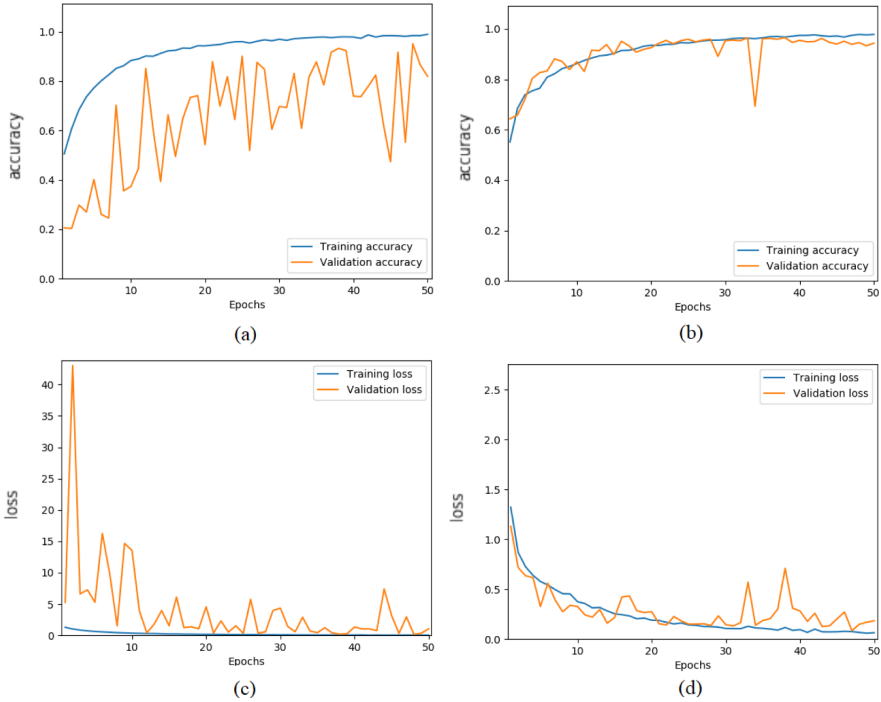 1.0
0.8
0.6
0.4
0.2
0.0
accuracy
Training accuracy
Validation accuracy
10 20 30 40 50
Epochs
(a)
1.0
0.8
0.6
0.4
0.2
0.0
accuracy
Training accuracy
Validation accuracy
10 20 30 40 50
Epochs
(b)
40
35
30
25
20
15
10
5
0
loss
Training loss
Validation loss
10 20 30 40 50
Epochs
(c)
2.5
2.0
1.5
1.0
0.5
0.0
loss
Training loss
Validation loss
10 20 30 40 50
Epochs
(d)